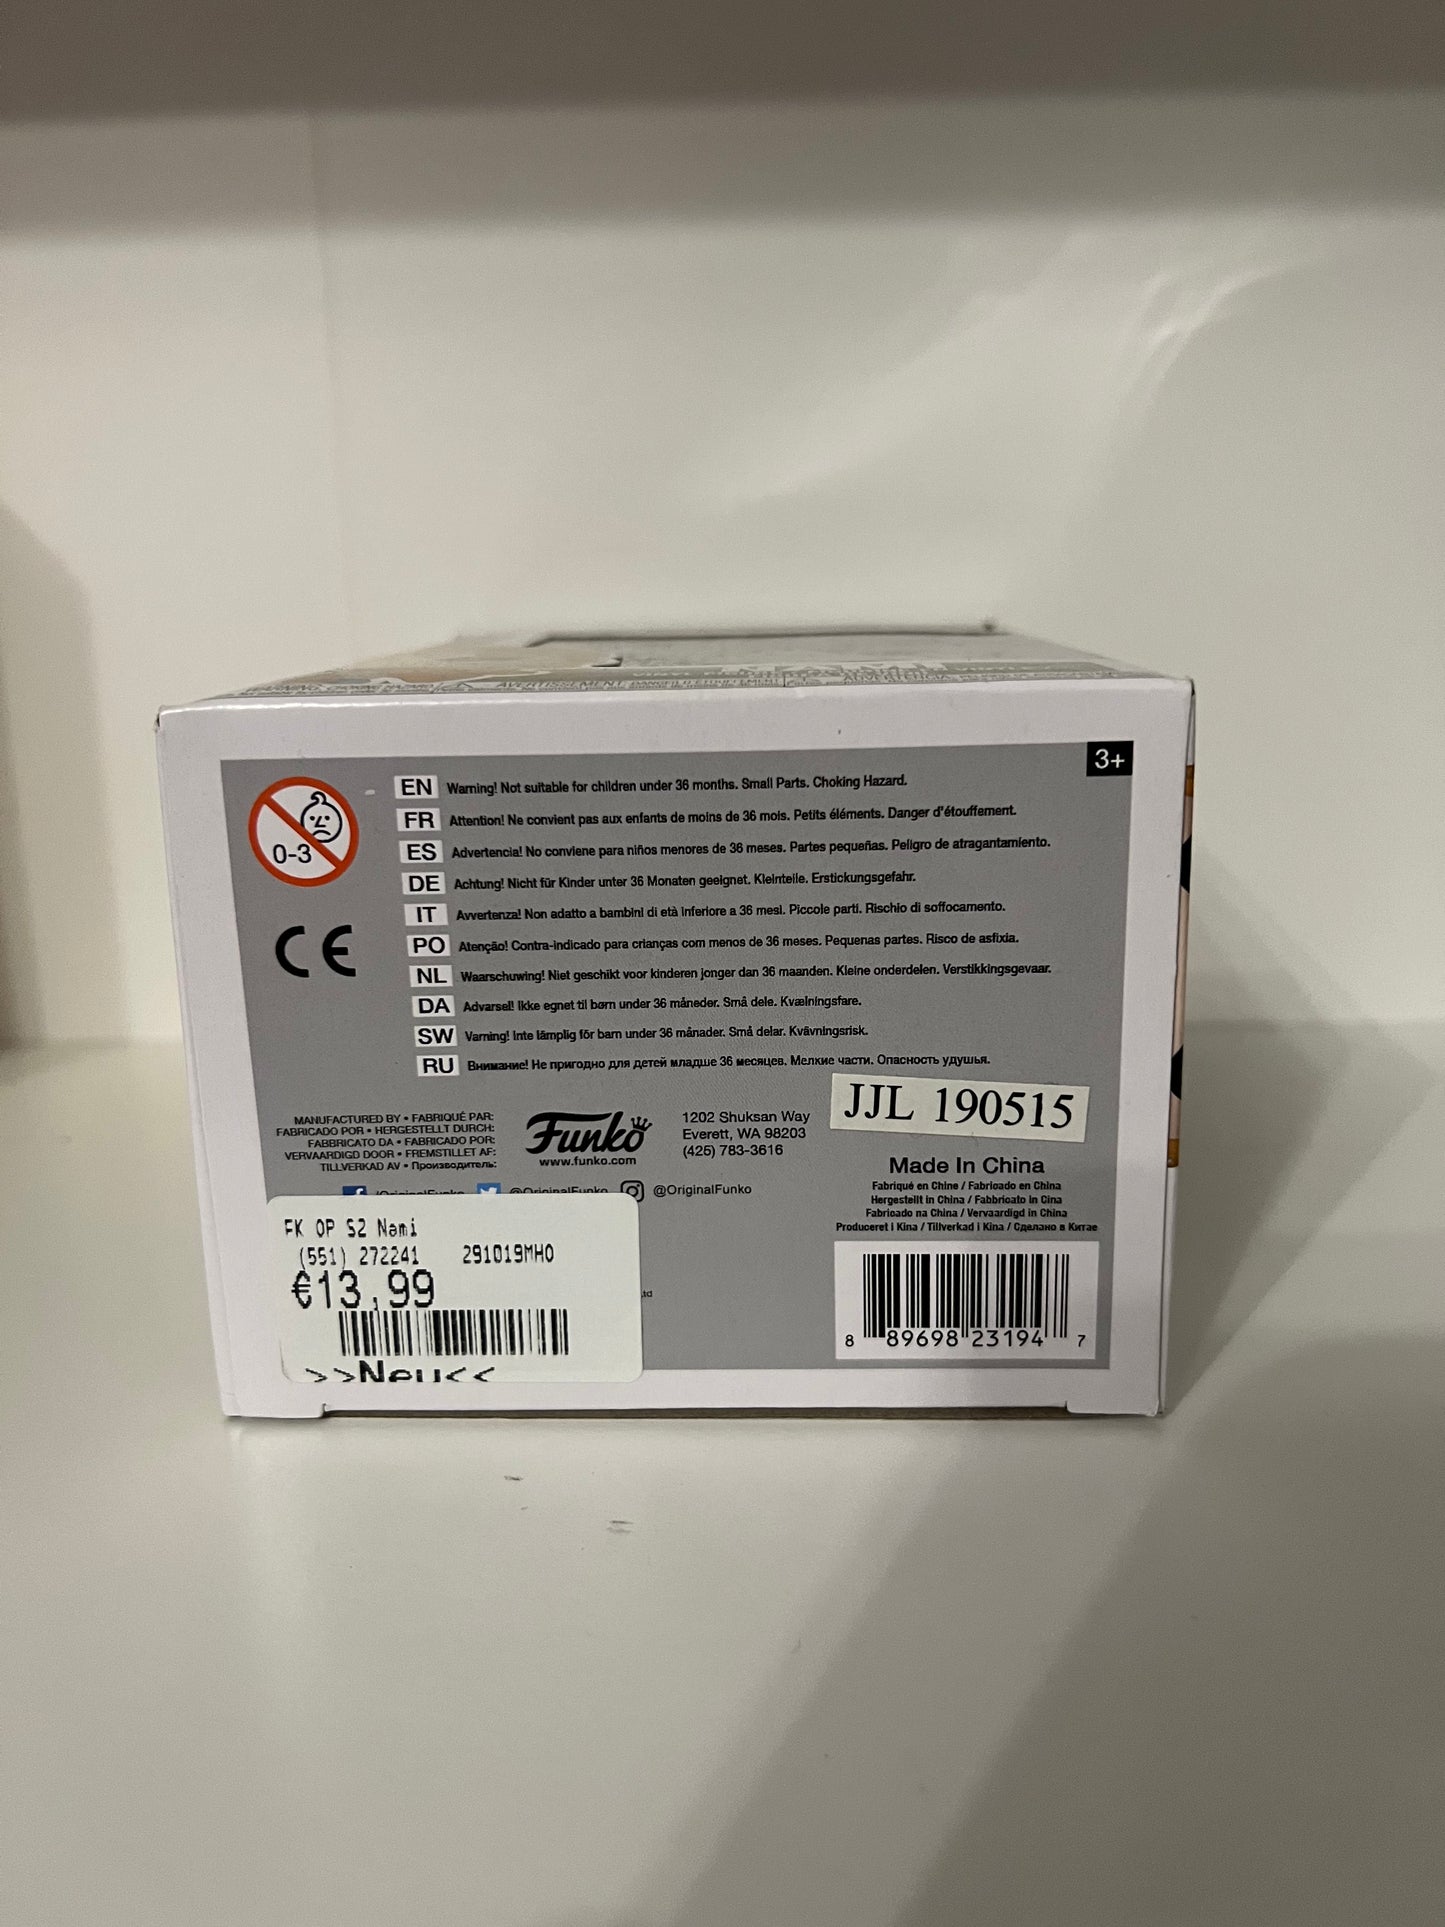 3+
0-3
EN Warning! Not suitable for children under 36 months. Small Parts. Choking Hazard.
FR Attention! Ne convient pas aux enfants de moins de 36 mois. Petits éléments. Danger d'étouffement.
ES Advertencia! No conviene para niños menores de 36 meses. Partes pequeñas. Peligro de atragantamiento.
DE Achtung! Nicht für Kinder unter 36 Monaten geeignet. Kleinteile. Erstickungsgefahr.
IT Avvertenza! Non adatto a bambini di età inferiore a 36 mesi. Piccole parti. Rischio di soffocamento.
PO Atenção! Contra-indicado para crianças com menos de 36 meses. Pequenas partes. Risco de asfixia.
NL Waarschuwing! Niet geschikt voor kinderen jonger dan 36 maanden. Kleine onderdelen. Verstikkingsgevaar.
DA Advarsel! Ikke egnet til børn under 36 måneder. Små dele. Kvælningsfare.
SW Varning! Inte lämplig för barn under 36 månader. Små delar. Kvävningsrisk.
RU Внимание! Не пригодно для детей младше 36 месяцев. Мелкие части. Опасность удушья.
CE
MANUFACTURED BY • FABRIQUÉ PAR:
FABRICADO POR • HERGESTELLT DURCH:
FABBRICATO DA • FABRICADO POR:
VERVAARDIGD DOOR • FREMSTILLET AF:
TILLVERKAD AV • Производитель:
Funko
www.funko.com
1202 Shuksan Way
Everett, WA 98203
(425) 783-3616
/OriginalFunko @OriginalFunko @OriginalFunko
JJL 190515
Made In China
Fabriqué en Chine / Fabricado en China
Hergestellt in China / Fabbricato in Cina
Fabricado na China / Vervaardigd in China
Produceret i Kina / Tillverkad i Kina / Сделано в Китае
8 89698 23194 7
FK OP S2 Nami
(551) 272241 291019MHO
€13,99
>>Neu<<